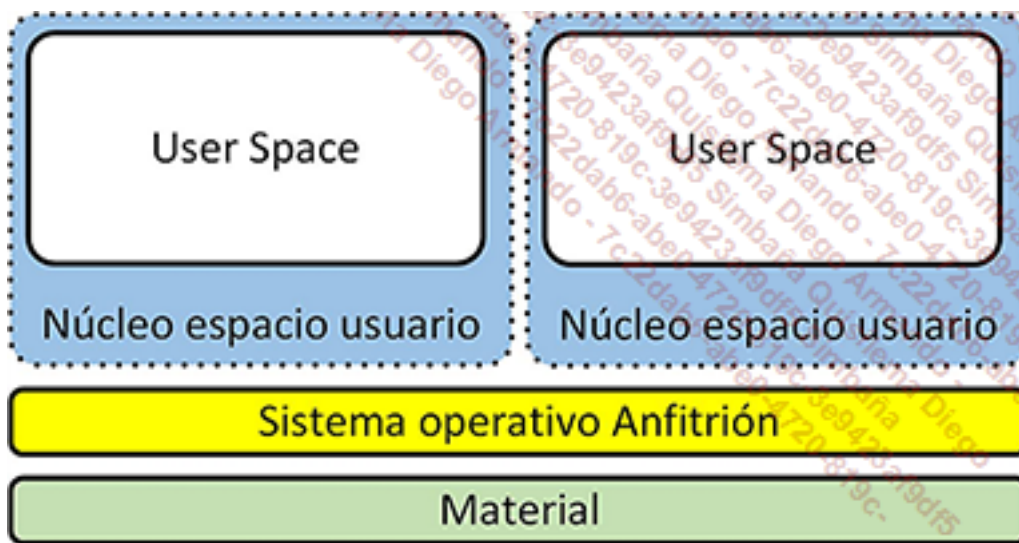 User Space
User Space
Núcleo espacio usuario
Núcleo espacio usuario
Sistema operativo Anfitrión
Material